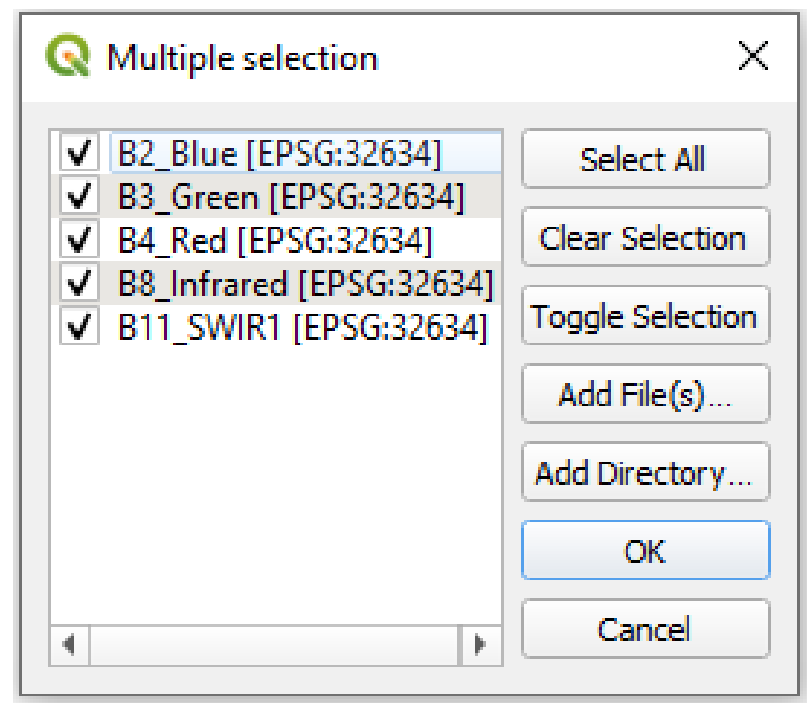 Multiple selection
B2_Blue [EPSG:32634]
B3_Green [EPSG:32634]
B4_Red [EPSG:32634]
B8_Infrared [EPSG:32634]
B11_SWIR1 [EPSG:32634]
Select All
Clear Selection
Toggle Selection
Add File(s)...
Add Directory...
OK
Cancel